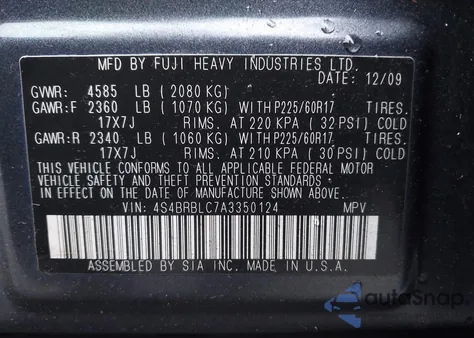 MFD BY FUJI HEAVY INDUSTRIES LTD.
DATE: 12/09
GVWR: 4585 LB (2080 KG)
GAWR:F 2360 LB (1070 KG) WITH P225/60R17 TIRES.
17X7J RIMS. AT 220 KPA (32 PSI) COLD
GAWR:R 2340 LB (1060 KG) WITH P225/60R17 TIRES.
17X7J RIMS. AT 210 KPA (30 PSI) COLD
THIS VEHICLE CONFORMS TO ALL APPLICABLE FEDERAL MOTOR
VEHICLE SAFETY AND THEFT PREVENTION STANDARDS
IN EFFECT ON THE DATE OF MANUFACTURE SHOWN ABOVE.
VIN: 4S4BRBLC7A3350124 MPV
ASSEMBLED BY SIA INC. IN U.S.A.
autoSnap